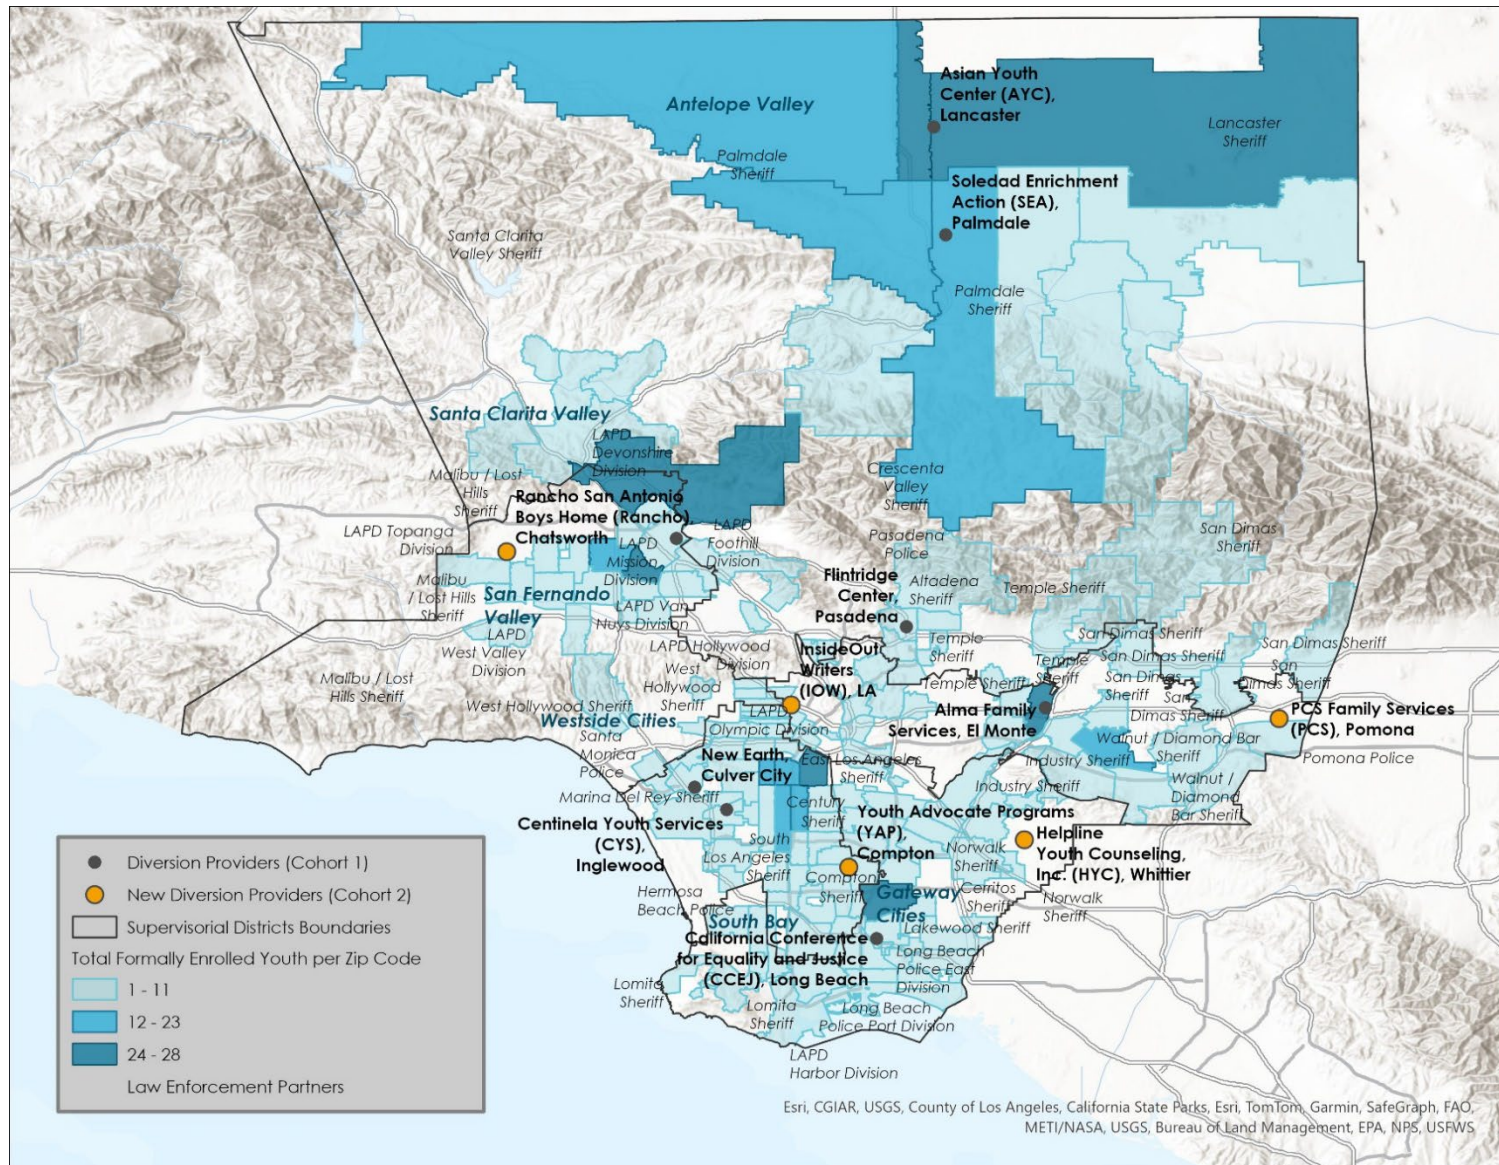 Antelope Valley
Asian Youth
Center (AYC),
Lancaster
Lancaster
Sheriff
Palmdale
Sheriff
Soledad Enrichment
Action (SEA),
Palmdale
Santa Clarita
Valley Sheriff
Palmdale
Sheriff
Santa Clarita Valley
LAPD
Devonshire
Division
Malibu / Lost
Hills
Sheriff
Crescenta
Valley
Sheriff
Rancho San Antonio
Boys Home (Rancho),
Chatsworth
LAPD Topanga
Division
LAPD
Foothill
Division
LAPD
Mission
Division
Pasadena
Police
San Dimas
Sheriff
Malibu
/ Lost Hills
Sheriff
San Fernando
Valley
Flintridge
Center,
Pasadena
Altadena
Sheriff
Temple Sheriff
LAPD Van
Nuys Division
LAPD
West Valley
Division
LAPD Hollywood
Division
Temple
Sheriff
San Dimas Sheriff
San Dimas Sheriff
San Dimas Sheriff
InsideOut
Writers
(IOW), LA
West
Hollywood
Sheriff
Temple
Sheriff
San Dimas
Sheriff
San
Dimas Sheriff
Malibu / Lost
Hills Sheriff
Temple Sheriff
San
Dimas Sheriff
West Hollywood Sheriff
Westside Cities
LAPD
Olympic Division
Alma Family
Services, El Monte
PCS Family Services
(PCS), Pomona
Santa
Monica
Police
Walnut / Diamond Bar
Sheriff
Pomona Police
New Earth,
Culver City
East Los Angeles
Sheriff
Industry Sheriff
Industry Sheriff
Walnut /
Diamond
Bar Sheriff
Marina Del Rey Sheriff
Century
Sheriff
Centinela Youth Services
(CYS),
Inglewood
Youth Advocate Programs
(YAP),
Compton
Helpline
Youth Counseling,
Inc. (HYC), Whittier
South
Los Angeles
Sheriff
Norwalk
Sheriff
Compton
Sheriff
Hermosa
Beach Police
Gateway
Cities
Cerritos
Sheriff
Norwalk
Sheriff
South Bay
Lakewood Sheriff
California Conference
for Equality and Justice
(CCEJ), Long Beach
Long Beach
Police East
Division
Lomita
Sheriff
Lomita
Sheriff
Long Beach
Police Port Division
LAPD
Harbor Division
Diversion Providers (Cohort 1)
New Diversion Providers (Cohort 2)
Supervisorial Districts Boundaries
Total Formally Enrolled Youth per Zip Code
1 - 11
12 - 23
24 - 28
Law Enforcement Partners
Esri, CGIAR, USGS, County of Los Angeles, California State Parks, Esri, TomTom, Garmin, SafeGraph, FAO,
METI/NASA, USGS, Bureau of Land Management, EPA, NPS, USFWS